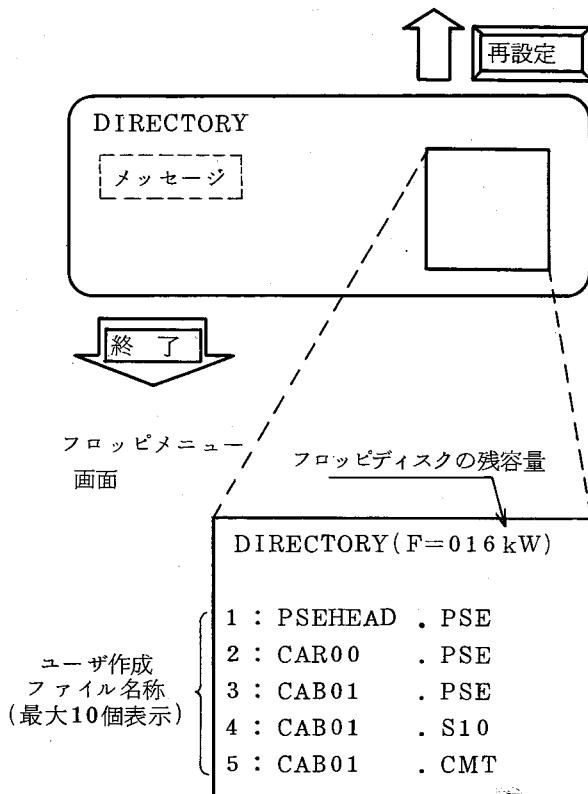 再設定
DIRECTORY
メッセージ
終 了
フロッピメニュー
画面
フロッピディスクの残容量
DIRECTORY(F=016kW)
1 : PSEHEAD . PSE
2 : CAR00 . PSE
3 : CAB01 . PSE
4 : CAB01 . S10
5 : CAB01 . CMT
ユーザ作成
ファイル名称
(最大10個表示)